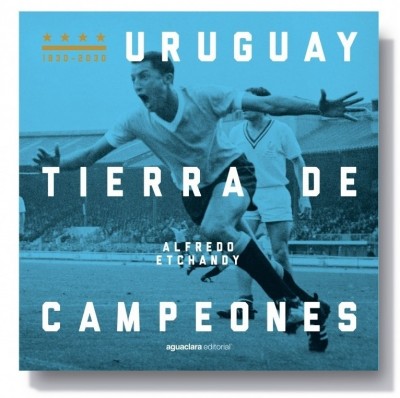 URUGUAY
1930-2030
TIERRA DE
ALFREDO
ETCHANDY
CAMPEONES
aguaclara editorial